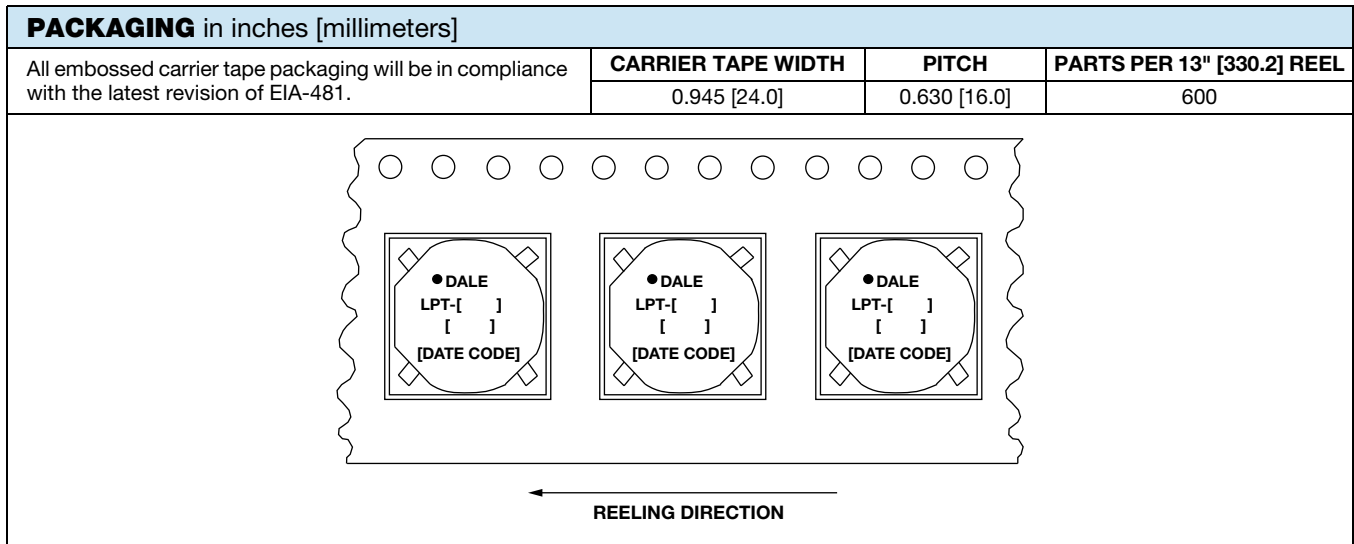 PACKAGING in inches [millimeters]
All embossed carrier tape packaging will be in compliance
with the latest revision of EIA-481.
CARRIER TAPE WIDTH PITCH PARTS PER 13" [330.2] REEL
0.945 [24.0] 0.630 [16.0] 600
DALE
LPT-[ ]
[ ]
[DATE CODE]
DALE
LPT-[ ]
[ ]
[DATE CODE]
DALE
LPT-[ ]
[ ]
[DATE CODE]
REELING DIRECTION